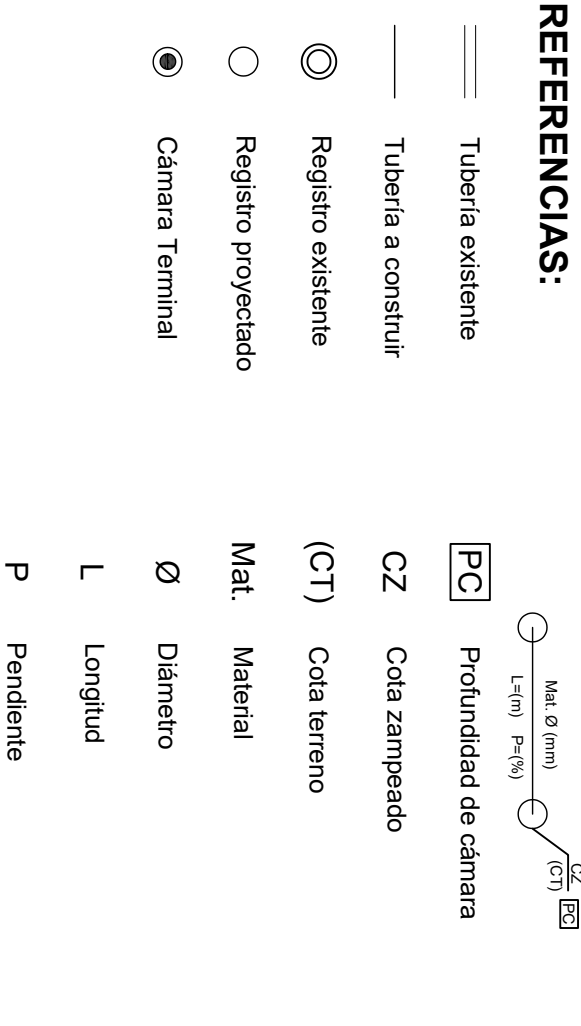 REFERENCIAS:
Tubería existente
Tubería a construir
Registro existente
Registro proyectado
Cámara Terminal
Mat. Ø (mm)
L=(m) P=(%)
CZ
(CT)
PC
PC Profundidad de cámara
CZ Cota zampeado
(CT) Cota terreno
Mat. Material
Ø Diámetro
L Longitud
P Pendiente